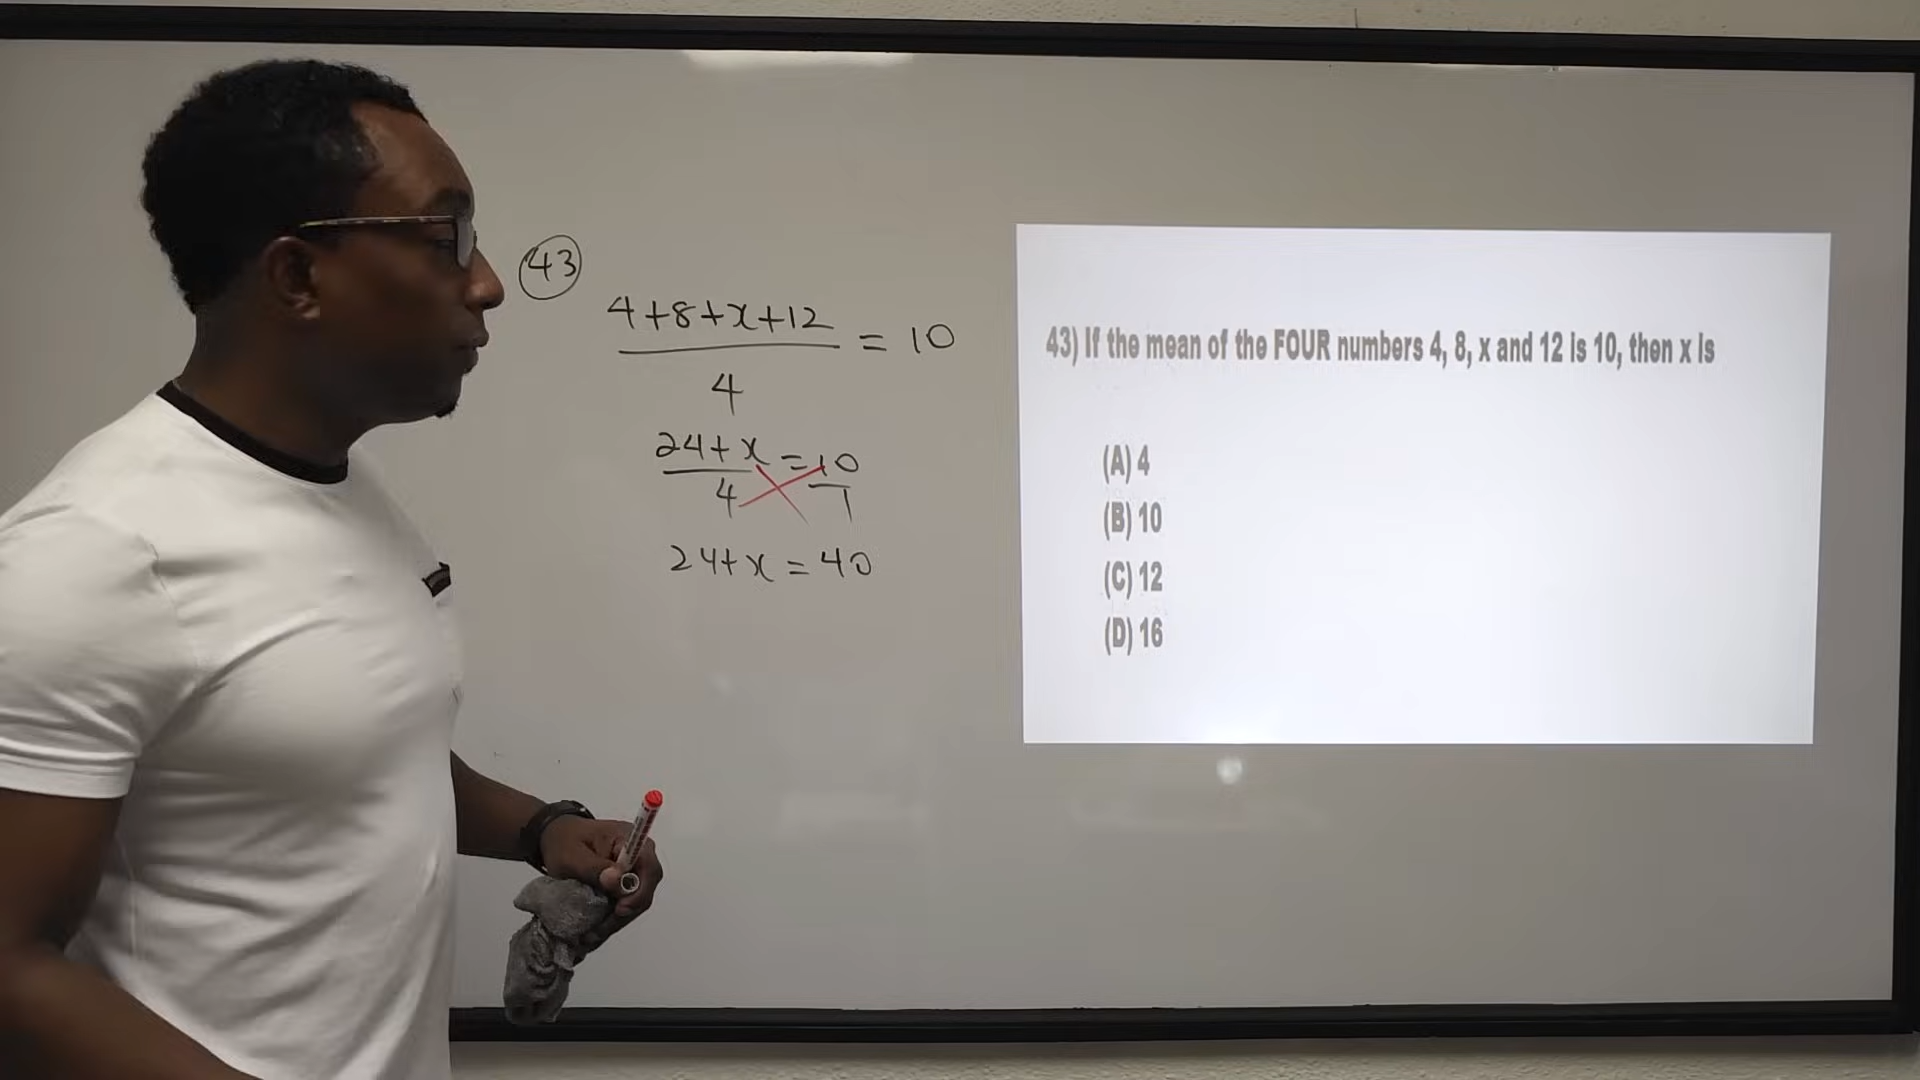 43
4+8+x+12
= 10
4
24+x = 10
4 1
24+x = 40
43) If the mean of the FOUR numbers 4, 8, x and 12 is 10, then x is
(A) 4
(B) 10
(C) 12
(D) 16